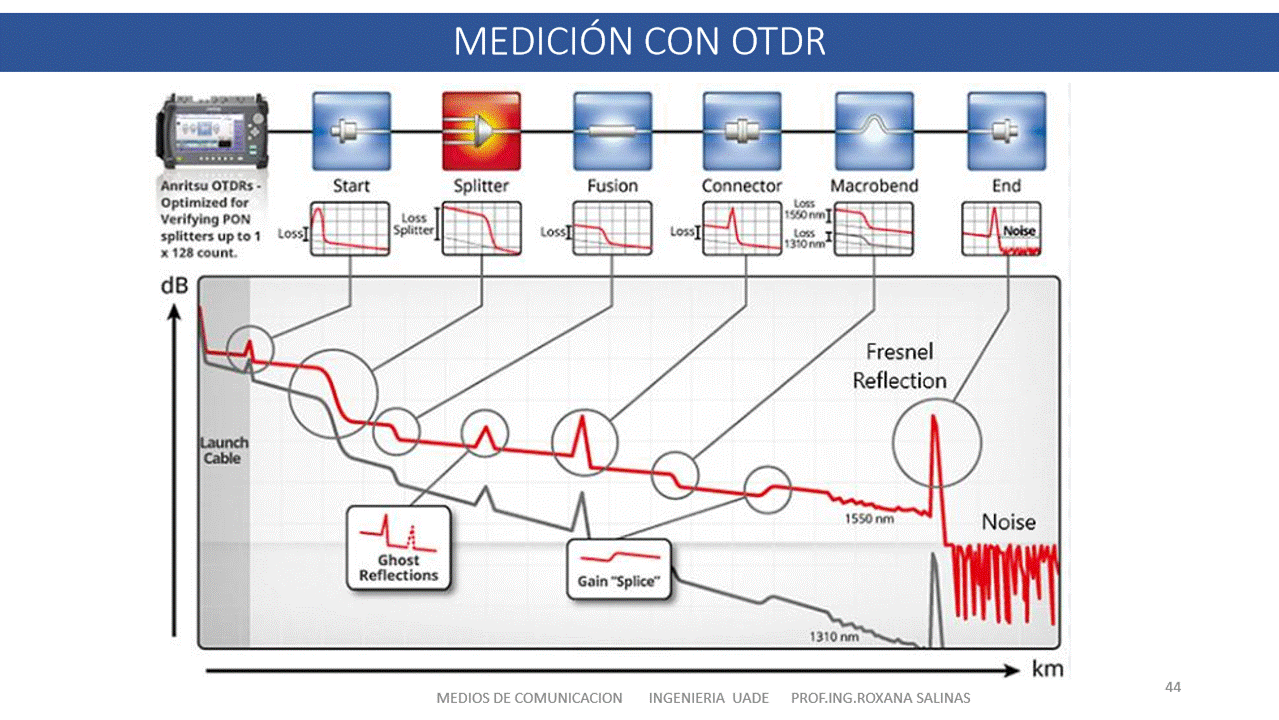 MEDICIÓN CON OTDR
Anritsu OTDRs -
Optimized for
Verifying PON
splitters up to 1
x 128 count.
Start
Splitter
Fusion
Connector
Macrobend
End
Loss
Loss
Splitter
Loss
Loss
Loss
1550 nm
Loss
1310 nm
Noise
dB
Launch
Cable
Fresnel
Reflection
Ghost
Reflections
Gain "Splice"
1550 nm
Noise
1310 nm
km
MEDIOS DE COMUNICACION INGENIERIA UADE PROF.ING.ROXANA SALINAS
44